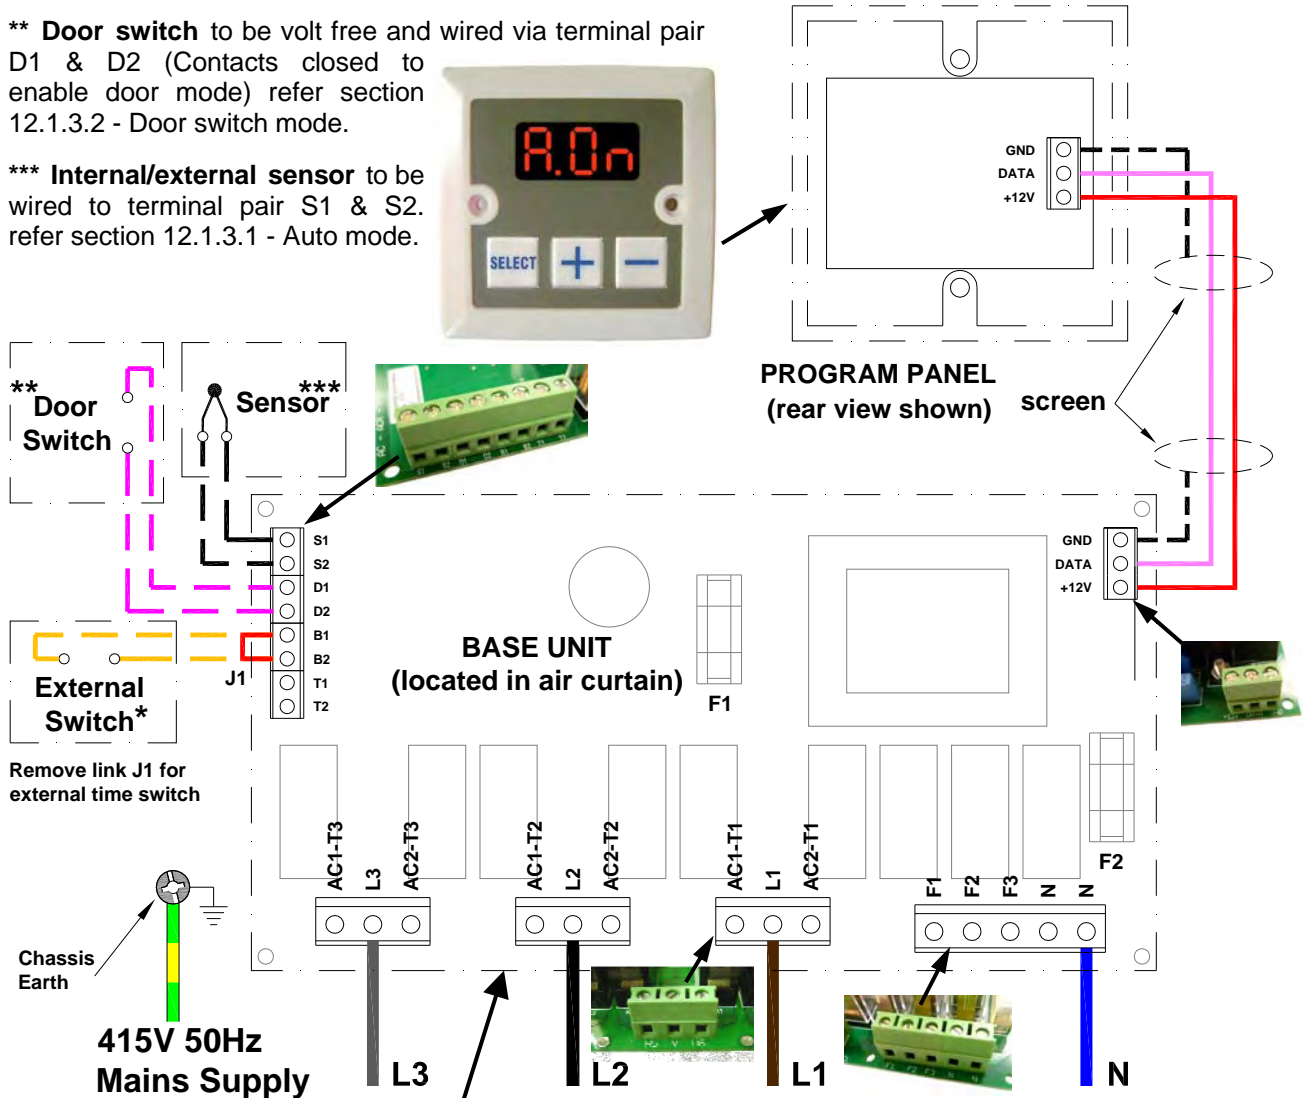 ** Door switch to be volt free and wired via terminal pair
D1 & D2 (Contacts closed to
enable door mode) refer section
12.1.3.2 - Door switch mode.
*** Internal/external sensor to be
wired to terminal pair S1 & S2.
refer section 12.1.3.1 - Auto mode.
A.On
SELECT + −
GND
DATA
+12V
PROGRAM PANEL
(rear view shown)
screen
** Door
Switch
Sensor***
S1
S2
D1
D2
B1
B2
T1
T2
J1
External
Switch*
Remove link J1 for
external time switch
BASE UNIT
(located in air curtain)
F1
GND
DATA
+12V
F2
AC1-T3
L3
AC2-T3
AC1-T2
L2
AC2-T2
AC1-T1
L1
AC2-T1
F1
F2
F3
N
N
Chassis
Earth
415V 50Hz
Mains Supply
L3
L2
L1
N